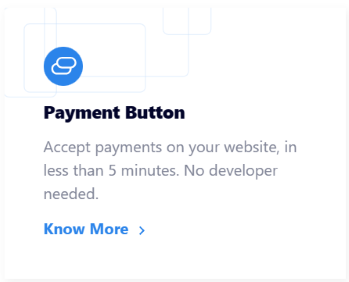 Payment Button
Accept payments on your website, in
less than 5 minutes. No developer
needed.
Know More >